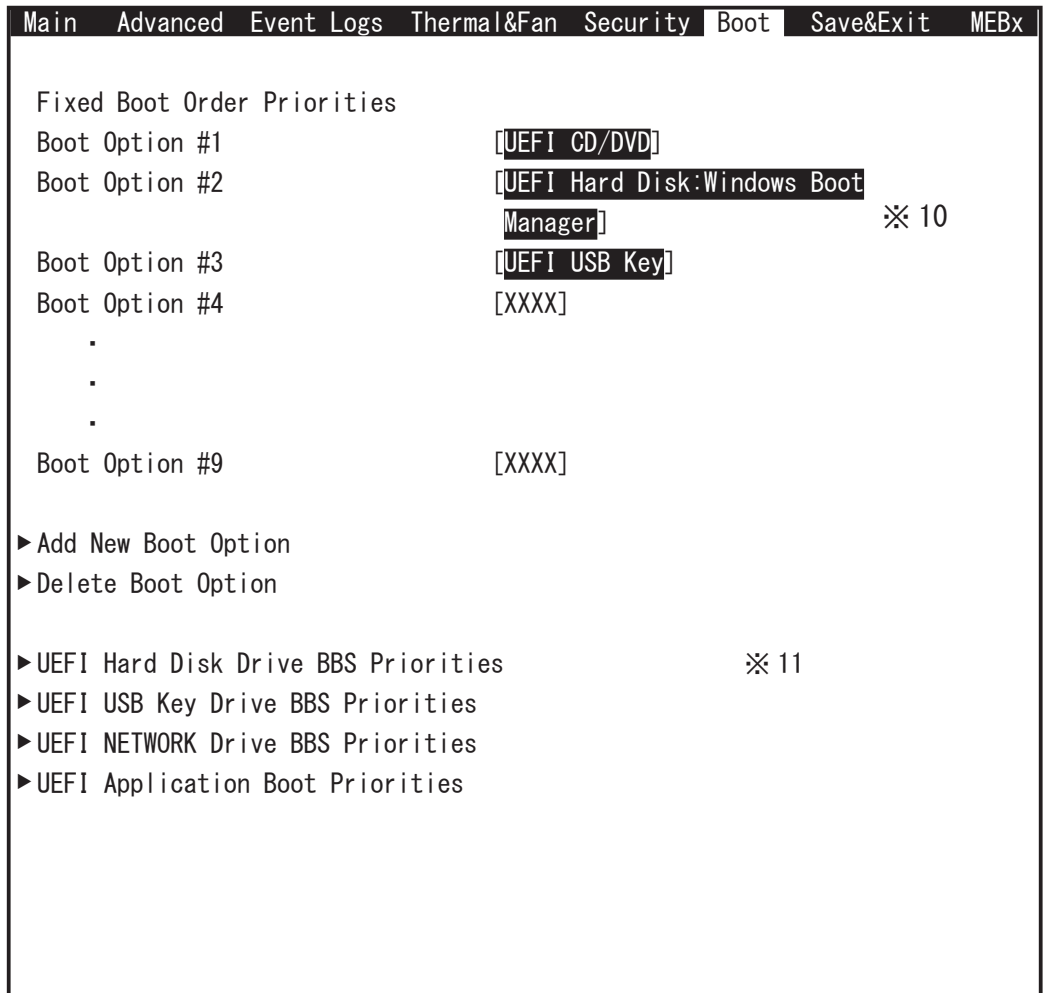 Main Advanced Event Logs Thermal&Fan Security Boot Save&Exit MEBx
Fixed Boot Order Priorities
Boot Option #1 [UEFI CD/DVD]
Boot Option #2 [UEFI Hard Disk:Windows Boot
Manager] ※10
Boot Option #3 [UEFI USB Key]
Boot Option #4 [XXXX]
.
.
.
Boot Option #9 [XXXX]
▶Add New Boot Option
▶Delete Boot Option
▶UEFI Hard Disk Drive BBS Priorities ※11
▶UEFI USB Key Drive BBS Priorities
▶UEFI NETWORK Drive BBS Priorities
▶UEFI Application Boot Priorities